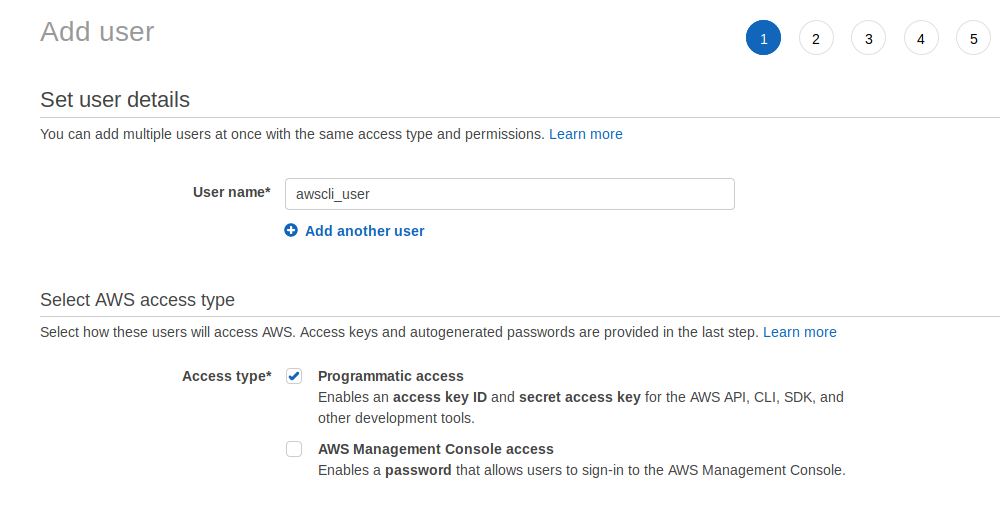 Add user
1 2 3 4 5
Set user details
You can add multiple users at once with the same access type and permissions. Learn more
User name* awscli_user
Add another user
Select AWS access type
Select how these users will access AWS. Access keys and autogenerated passwords are provided in the last step. Learn more
Access type* Programmatic access
Enables an access key ID and secret access key for the AWS API, CLI, SDK, and
other development tools.
AWS Management Console access
Enables a password that allows users to sign-in to the AWS Management Console.